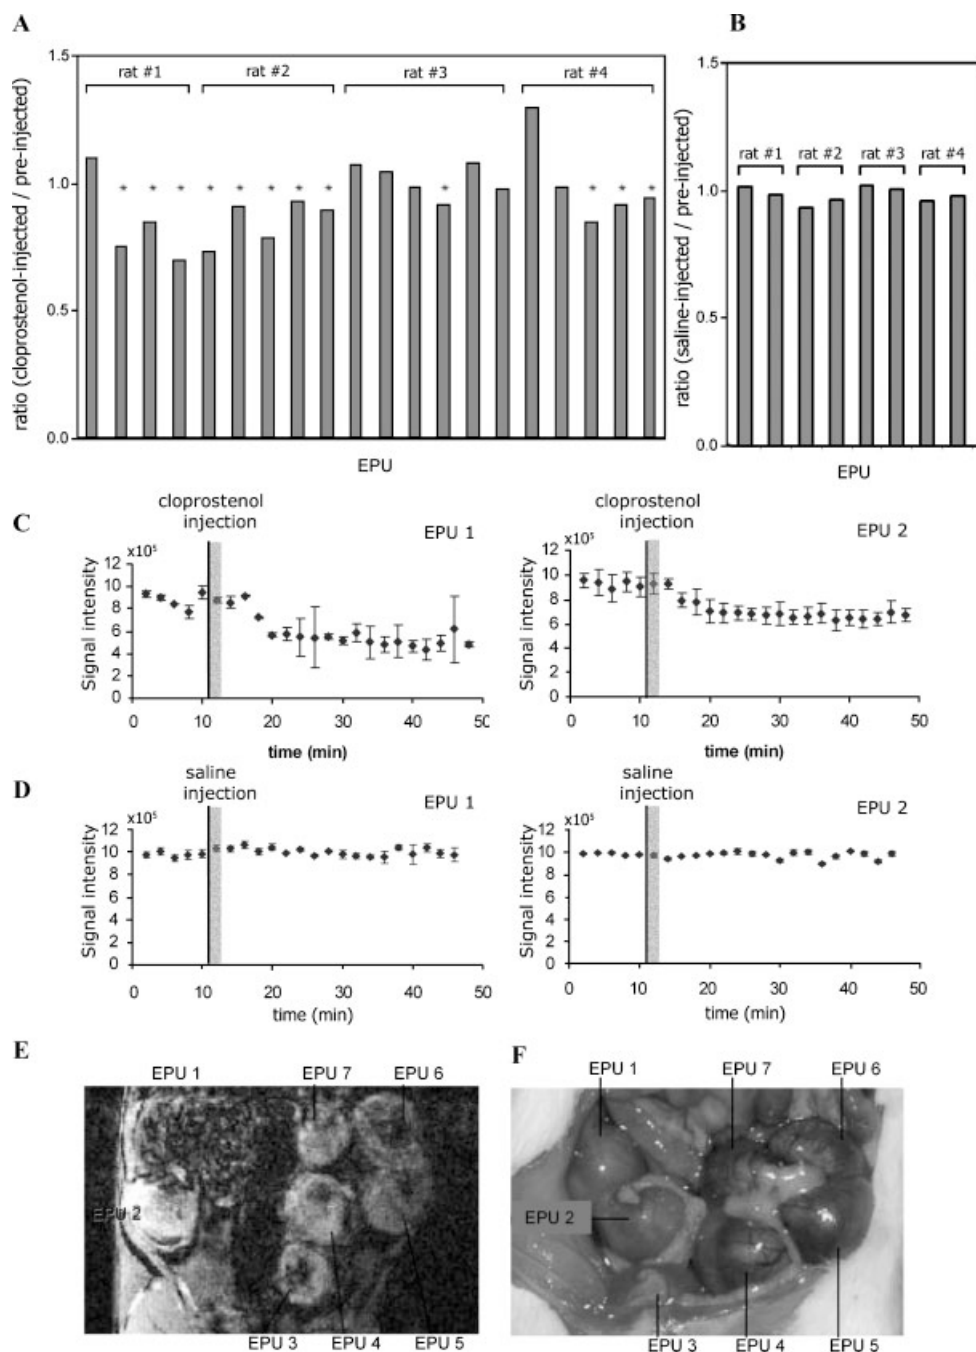 A
B
1.5
rat #1 rat #2 rat #3 rat #4
1.0
* * * * * * * * * * * *
0.5
0.0
ratio (cloprostenol-injected / pre-injected)
EPU
1.5
rat #1 rat #2 rat #3 rat #4
1.0
0.5
0.0
ratio (saline-injected / pre-injected)
EPU
C
cloprostenol
injection
EPU 1
x10⁵
12
10
8
6
4
2
0
Signal intensity
0 10 20 30 40 50
time (min)
cloprostenol
injection
EPU 2
x10⁵
12
10
8
6
4
2
0
Signal intensity
0 10 20 30 40 50
time (min)
D
saline
injection
EPU 1
x10⁵
12
10
8
6
4
2
0
Signal intensity
0 10 20 30 40 50
time (min)
saline
injection
EPU 2
x10⁵
12
10
8
6
4
2
0
Signal intensity
0 10 20 30 40 50
time (min)
E
EPU 1 EPU 7 EPU 6
EPU 2
EPU 3 EPU 4 EPU 5
F
EPU 1 EPU 7 EPU 6
EPU 2
EPU 3 EPU 4 EPU 5